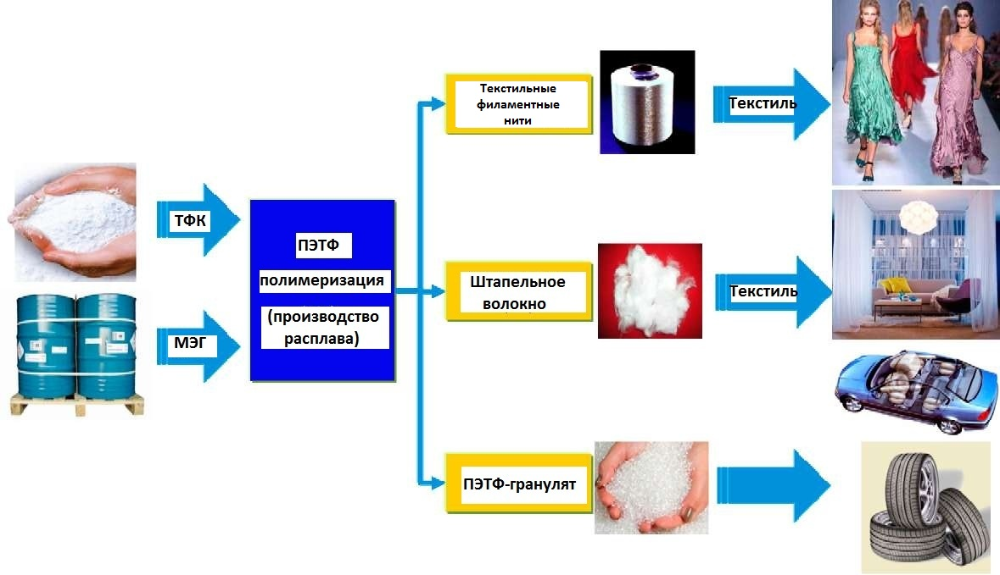 ТФК
МЭГ
ПЭТФ
полимеризация
(производство
расплава)
Текстильные
филаментные
нити
Текстиль
Штапельное
волокно
Текстиль
ПЭТФ-гранулят